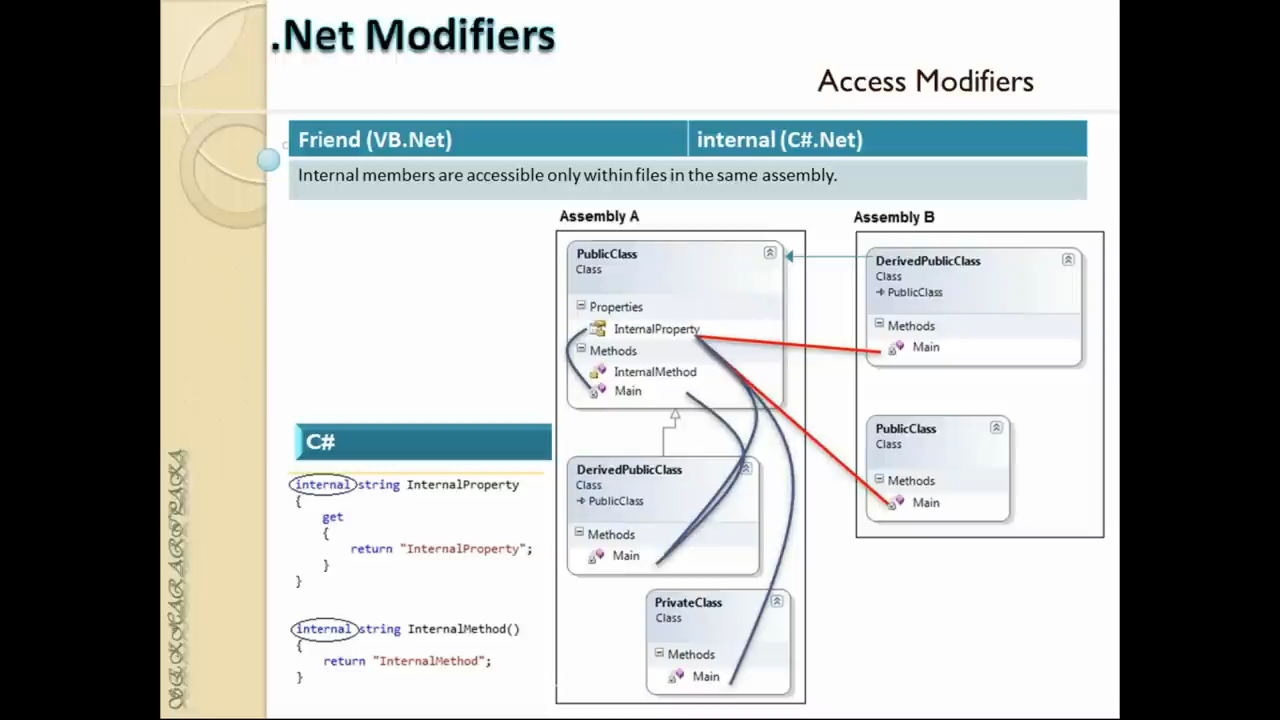 .Net Modifiers
Access Modifiers
Friend (VB.Net)
internal (C#.Net)
Internal members are accessible only within files in the same assembly.
Assembly A
PublicClass
Class
Properties
InternalProperty
Methods
InternalMethod
Main
DerivedPublicClass
Class
PublicClass
Methods
Main
PrivateClass
Class
Methods
Main
Assembly B
DerivedPublicClass
Class
PublicClass
Methods
Main
PublicClass
Class
Methods
Main
C#
internal string InternalProperty
{
get
{
return "InternalProperty";
}
}
internal string InternalMethod()
{
return "InternalMethod";
}